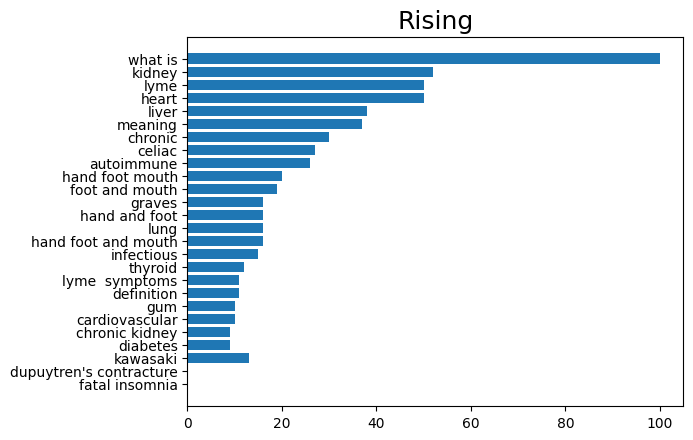 Rising
what is
kidney
lyme
heart
liver
meaning
chronic
celiac
autoimmune
hand foot mouth
foot and mouth
graves
hand and foot
lung
hand foot and mouth
infectious
thyroid
lyme  symptoms
definition
gum
cardiovascular
chronic kidney
diabetes
kawasaki
dupuytren's contracture
fatal insomnia
0 20 40 60 80 100